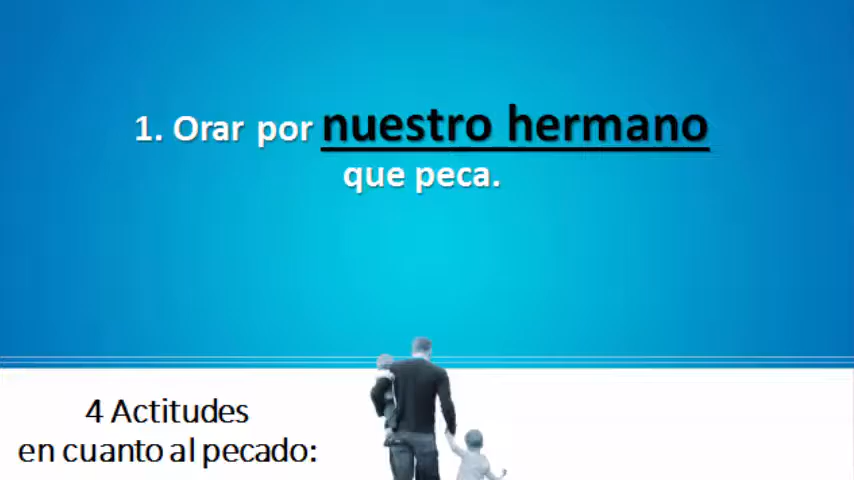 1. Orar por nuestro hermano
que peca.
4 Actitudes
en cuanto al pecado: